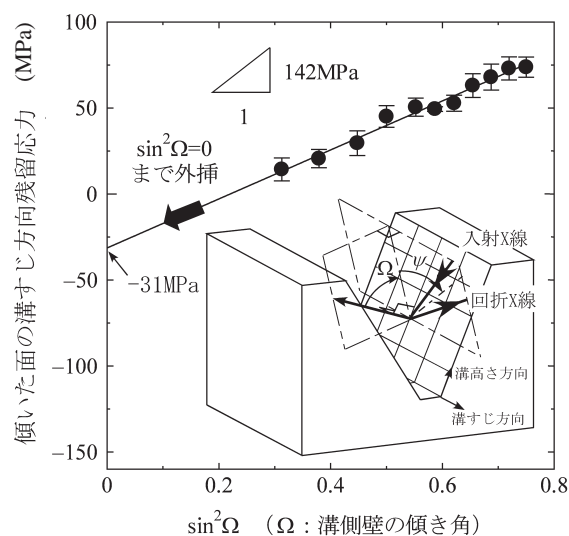 傾いた面の溝すじ方向残留応力 (MPa)
100
50
0
−50
−100
−150
142MPa
1
sin²Ω=0
まで外挿
−31MPa
入射X線
Ω
ψ
回折X線
溝高さ方向
溝すじ方向
0
0.2
0.4
0.6
0.8
sin²Ω （Ω：溝側壁の傾き角）